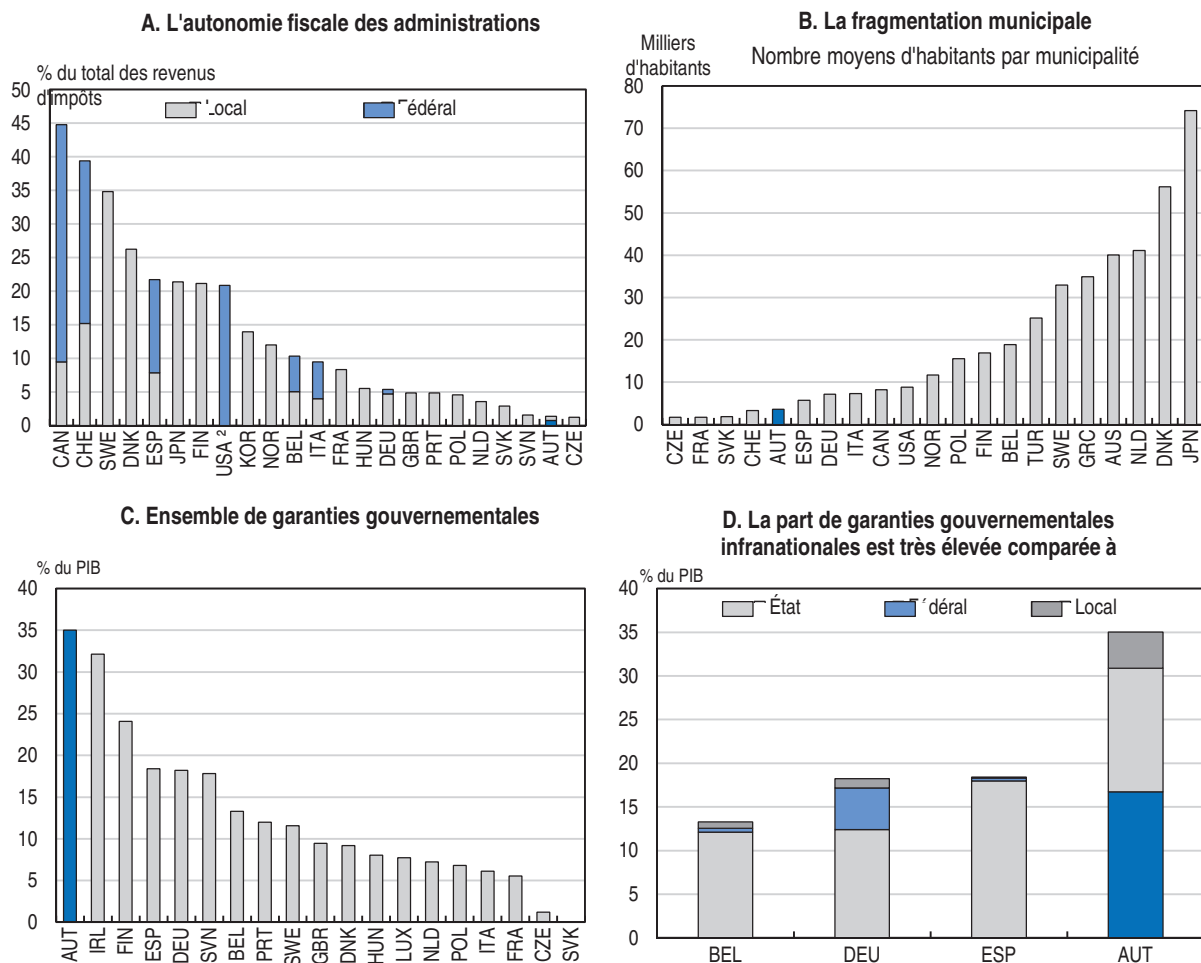 A. L'autonomie fiscale des administrations
% du total des revenus
d'impôts
Local
Fédéral
50
45
40
35
30
25
20
15
10
5
0
CAN CHE SWE DNK ESP JPN FIN USA 2 KOR NOR BEL ITA FRA HUN DEU GBR PRT POL NLD SVK SVN AUT CZE
B. La fragmentation municipale
Milliers
d'habitants
Nombre moyens d'habitants par municipalité
80
70
60
50
40
30
20
10
0
CZE FRA SVK CHE AUT ESP DEU ITA CAN USA NOR POL FIN BEL TUR SWE GRC AUS NLD DNK JPN
C. Ensemble de garanties gouvernementales
% du PIB
40
35
30
25
20
15
10
5
0
AUT IRL FIN ESP DEU SVN BEL PRT SWE GBR DNK HUN LUX NLD POL ITA FRA CZE SVK
D. La part de garanties gouvernementales
infranationales est très élevée comparée à
% du PIB
État
Fédéral
Local
40
35
30
25
20
15
10
5
0
BEL DEU ESP AUT